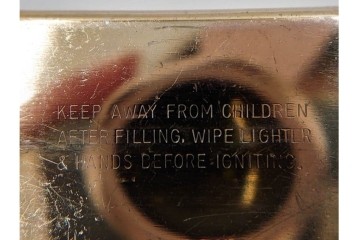 KEEP AWAY FROM CHILDREN
AFTER FILLING, WIPE LIGHTER
& HANDS BEFORE IGNITING.